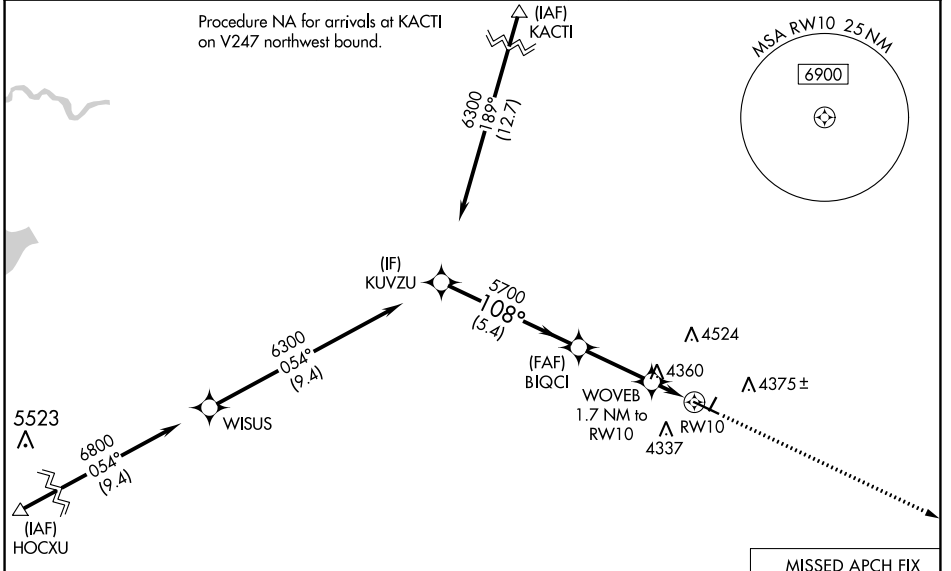 Procedure NA for arrivals at KACTI
on V247 northwest bound.
(IAF)
KACTI
MSA RW10 25 NM
6900
6300
189°
(12.7)
(IF)
KUVZU
5700
108°
(5.4)
(FAF)
BIQCI
4524
4360
4375 ±
WOVEB
1.7 NM to
RW10
RW10
4337
6300
054°
(9.4)
WISUS
5523
6800
054°
(9.4)
(IAF)
HOCXU
MISSED APCH FIX